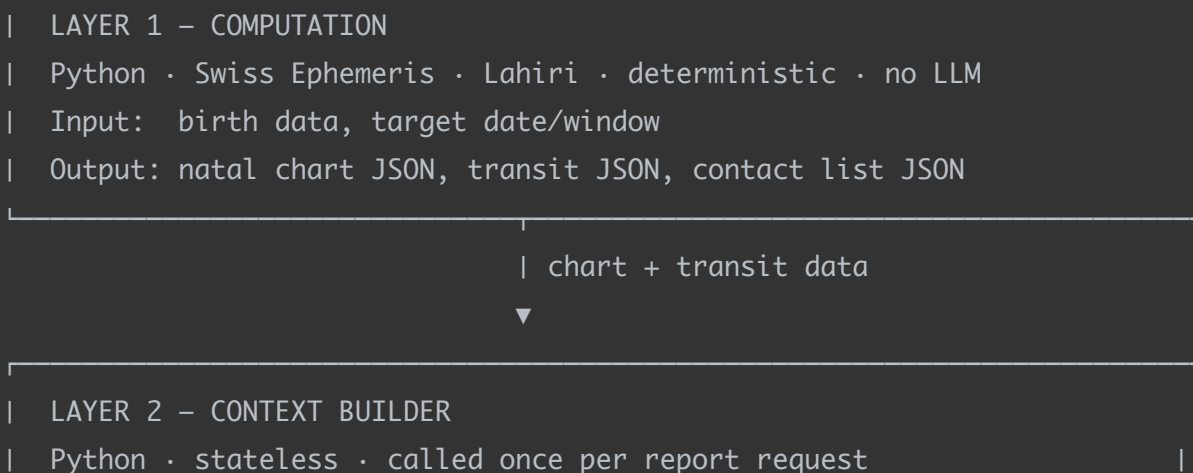 LAYER 1 — COMPUTATION
Python · Swiss Ephemeris · Lahiri · deterministic · no LLM
Input:  birth data, target date/window
Output: natal chart JSON, transit JSON, contact list JSON
chart + transit data
LAYER 2 — CONTEXT BUILDER
Python · stateless · called once per report request